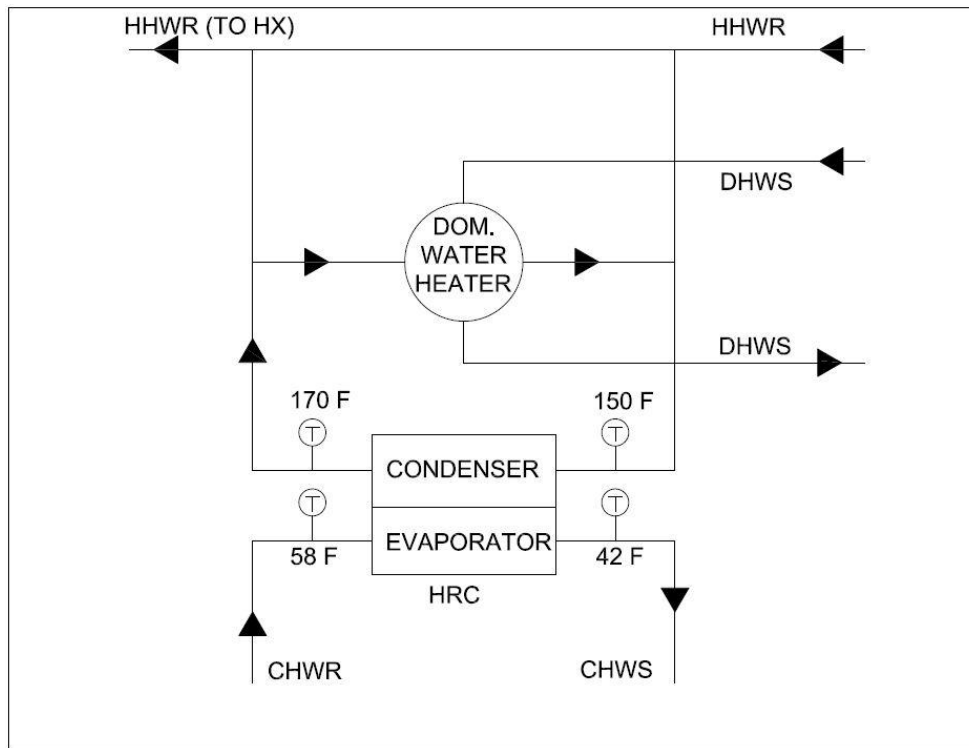 HHWR (TO HX)
HHWR
DHWS
DOM.
WATER
HEATER
DHWS
170 F
150 F
T
T
CONDENSER
T
T
EVAPORATOR
58 F
42 F
HRC
CHWR
CHWS